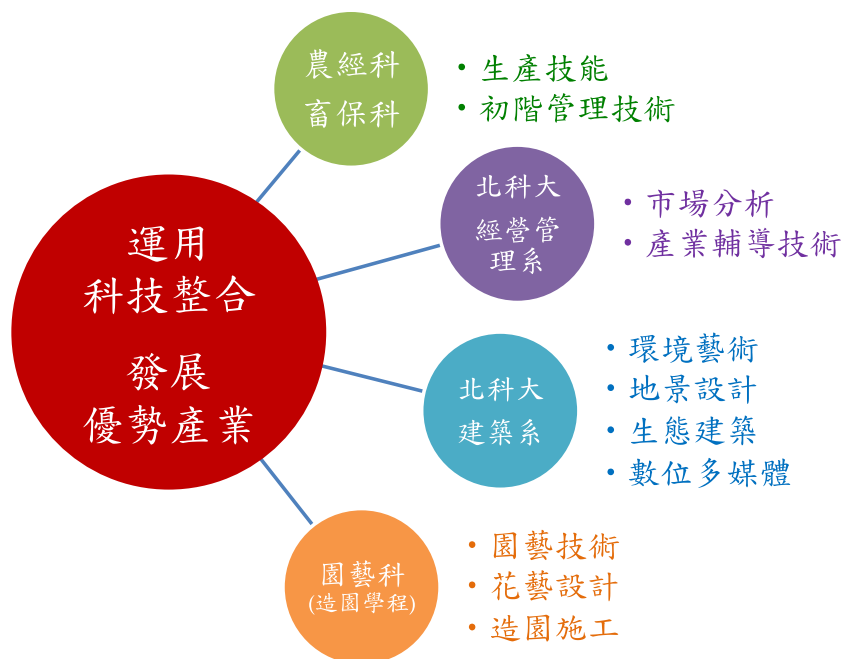 運用
科技整合
發展
優勢產業
農經科
畜保科
•生產技能
•初階管理技術
北科大
經營管
理系
•市場分析
•產業輔導技術
北科大
建築系
•環境藝術
•地景設計
•生態建築
•數位多媒體
園藝科
(造園學程)
•園藝技術
•花藝設計
•造園施工